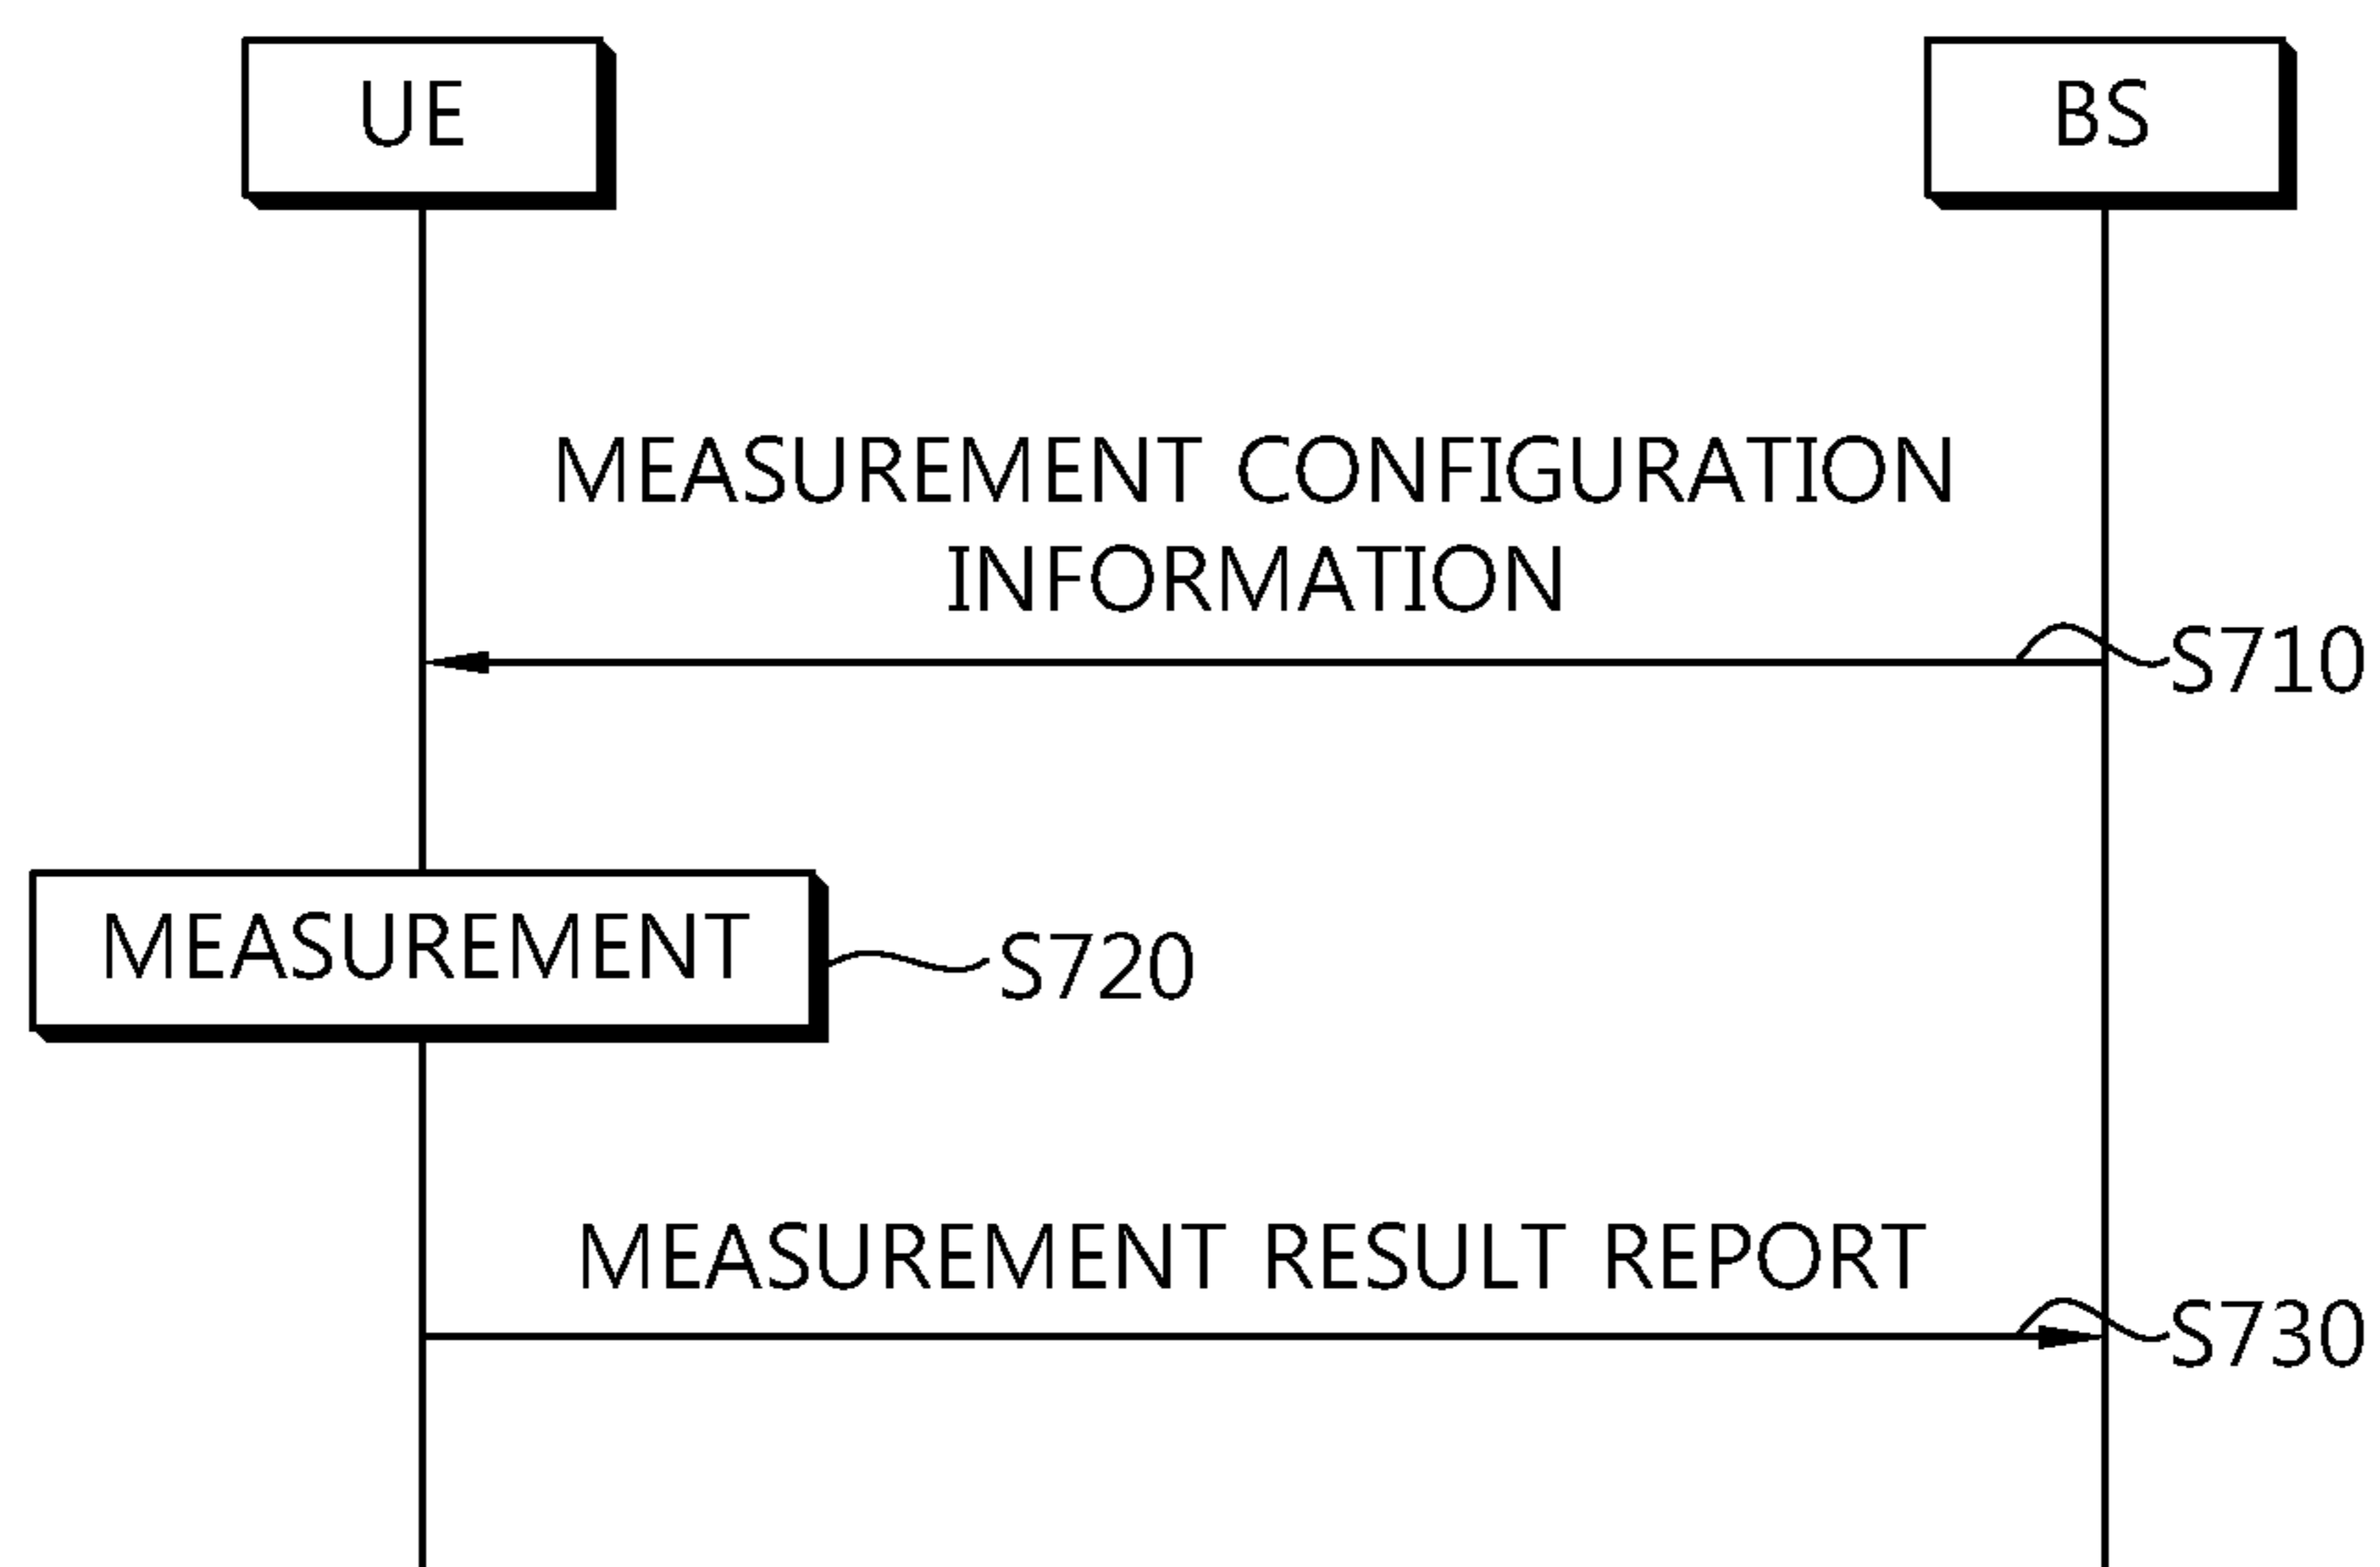 UE
BS
MEASUREMENT CONFIGURATION
INFORMATION
S710
MEASUREMENT
S720
MEASUREMENT RESULT REPORT
S730